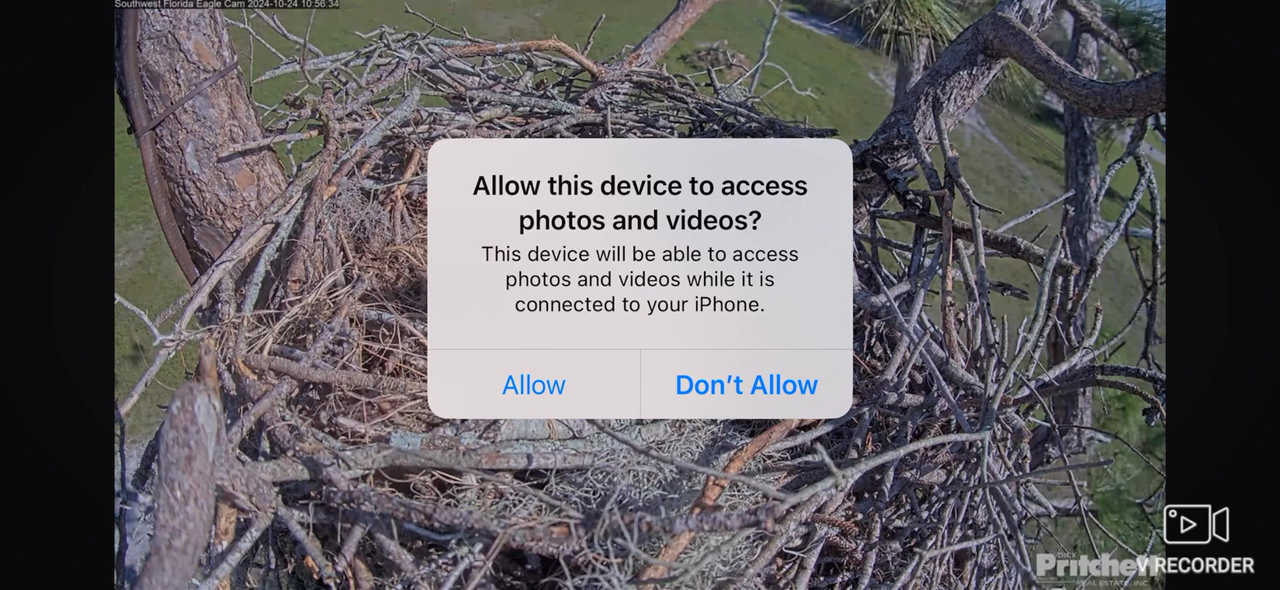 Southwest Florida Eagle Cam 2024-10-24 10:56:34
Allow this device to access
photos and videos?
This device will be able to access
photos and videos while it is
connected to your iPhone.
Allow
Don’t Allow
DICK
V RECORDER
REAL ESTATE, INC.